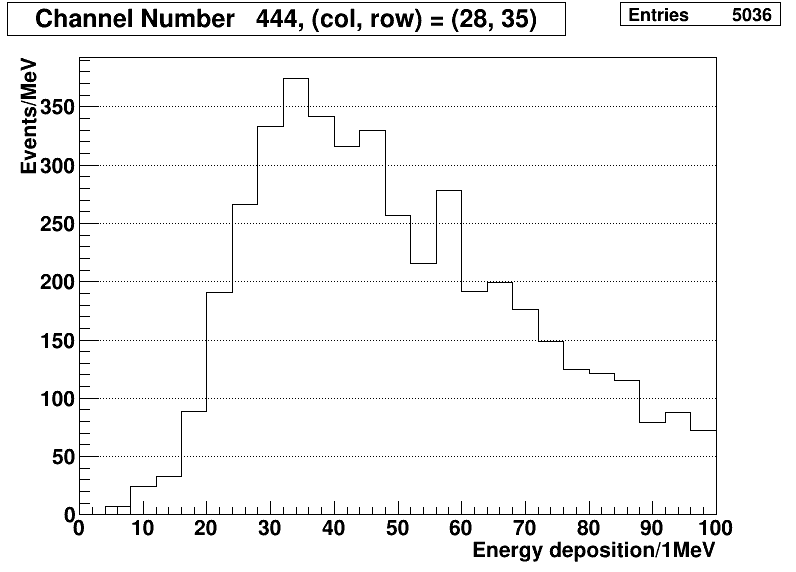 Channel Number 444, (col, row) = (28, 35)
Entries 5036
Events/MeV
350
300
250
200
150
100
50
0
0 10 20 30 40 50 60 70 80 90 100
Energy deposition/1MeV